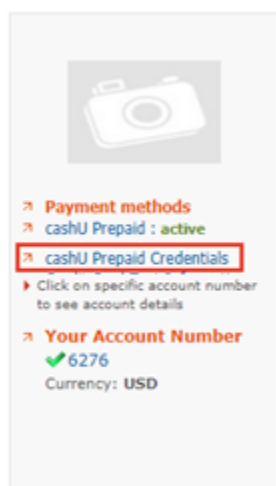 Payment methods
cashU Prepaid : active
cashU Prepaid Credentials
Click on specific account number
to see account details
Your Account Number
6276
Currency: USD